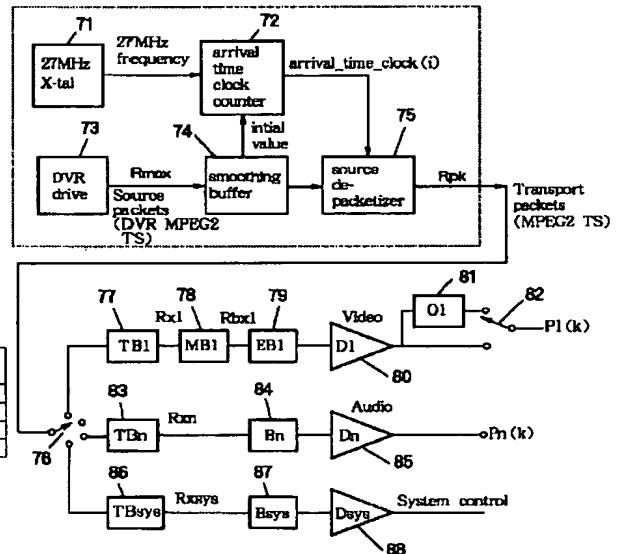 71
72
27MHz
X-tal
27MHz
frequency
arrival
time
clock
counter
arrival_time_clock(i)
73
74
intial
value
75
DVR
drive
Rmax
Source
packets
(DVR MPEG2
TS)
smoothing
buffer
source
de-
packetizer
Rpk
Transport
packets
(MPEG2 TS)
77
Rx1
78
Rbx1
79
Video
81
82
TB1
MB1
EB1
D1
O1
P1(k)
80
76
83
Rxn
84
Audio
TBn
Bn
Dn
Pn(k)
85
86
Rxsys
87
System control
TBsys
Bsys
Dsys
88